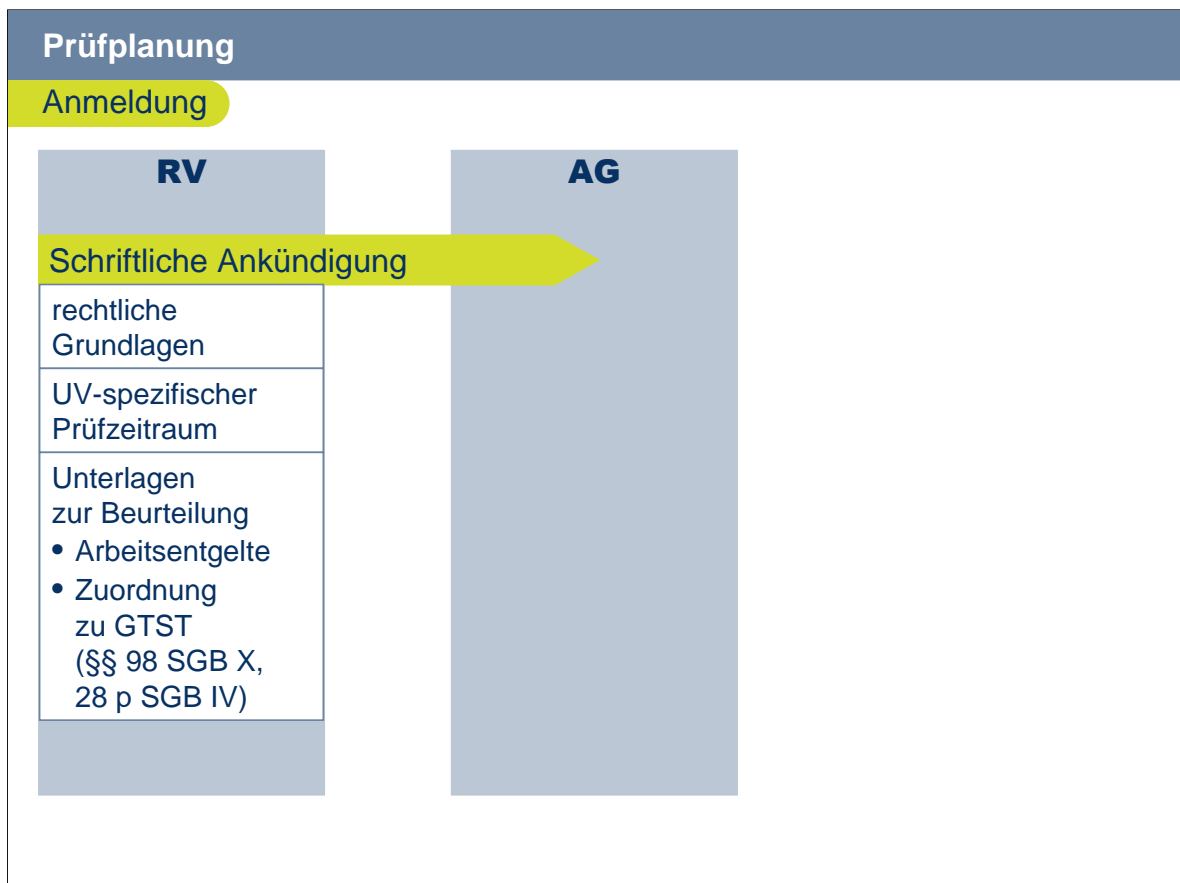 Prüfplanung
Anmeldung
RV
AG
Schriftliche Ankündigung
rechtliche
Grundlagen
UV-spezifischer
Prüfzeitraum
Unterlagen
zur Beurteilung
• Arbeitsentgelte
• Zuordnung
zu GTST
(§§ 98 SGB X,
28 p SGB IV)